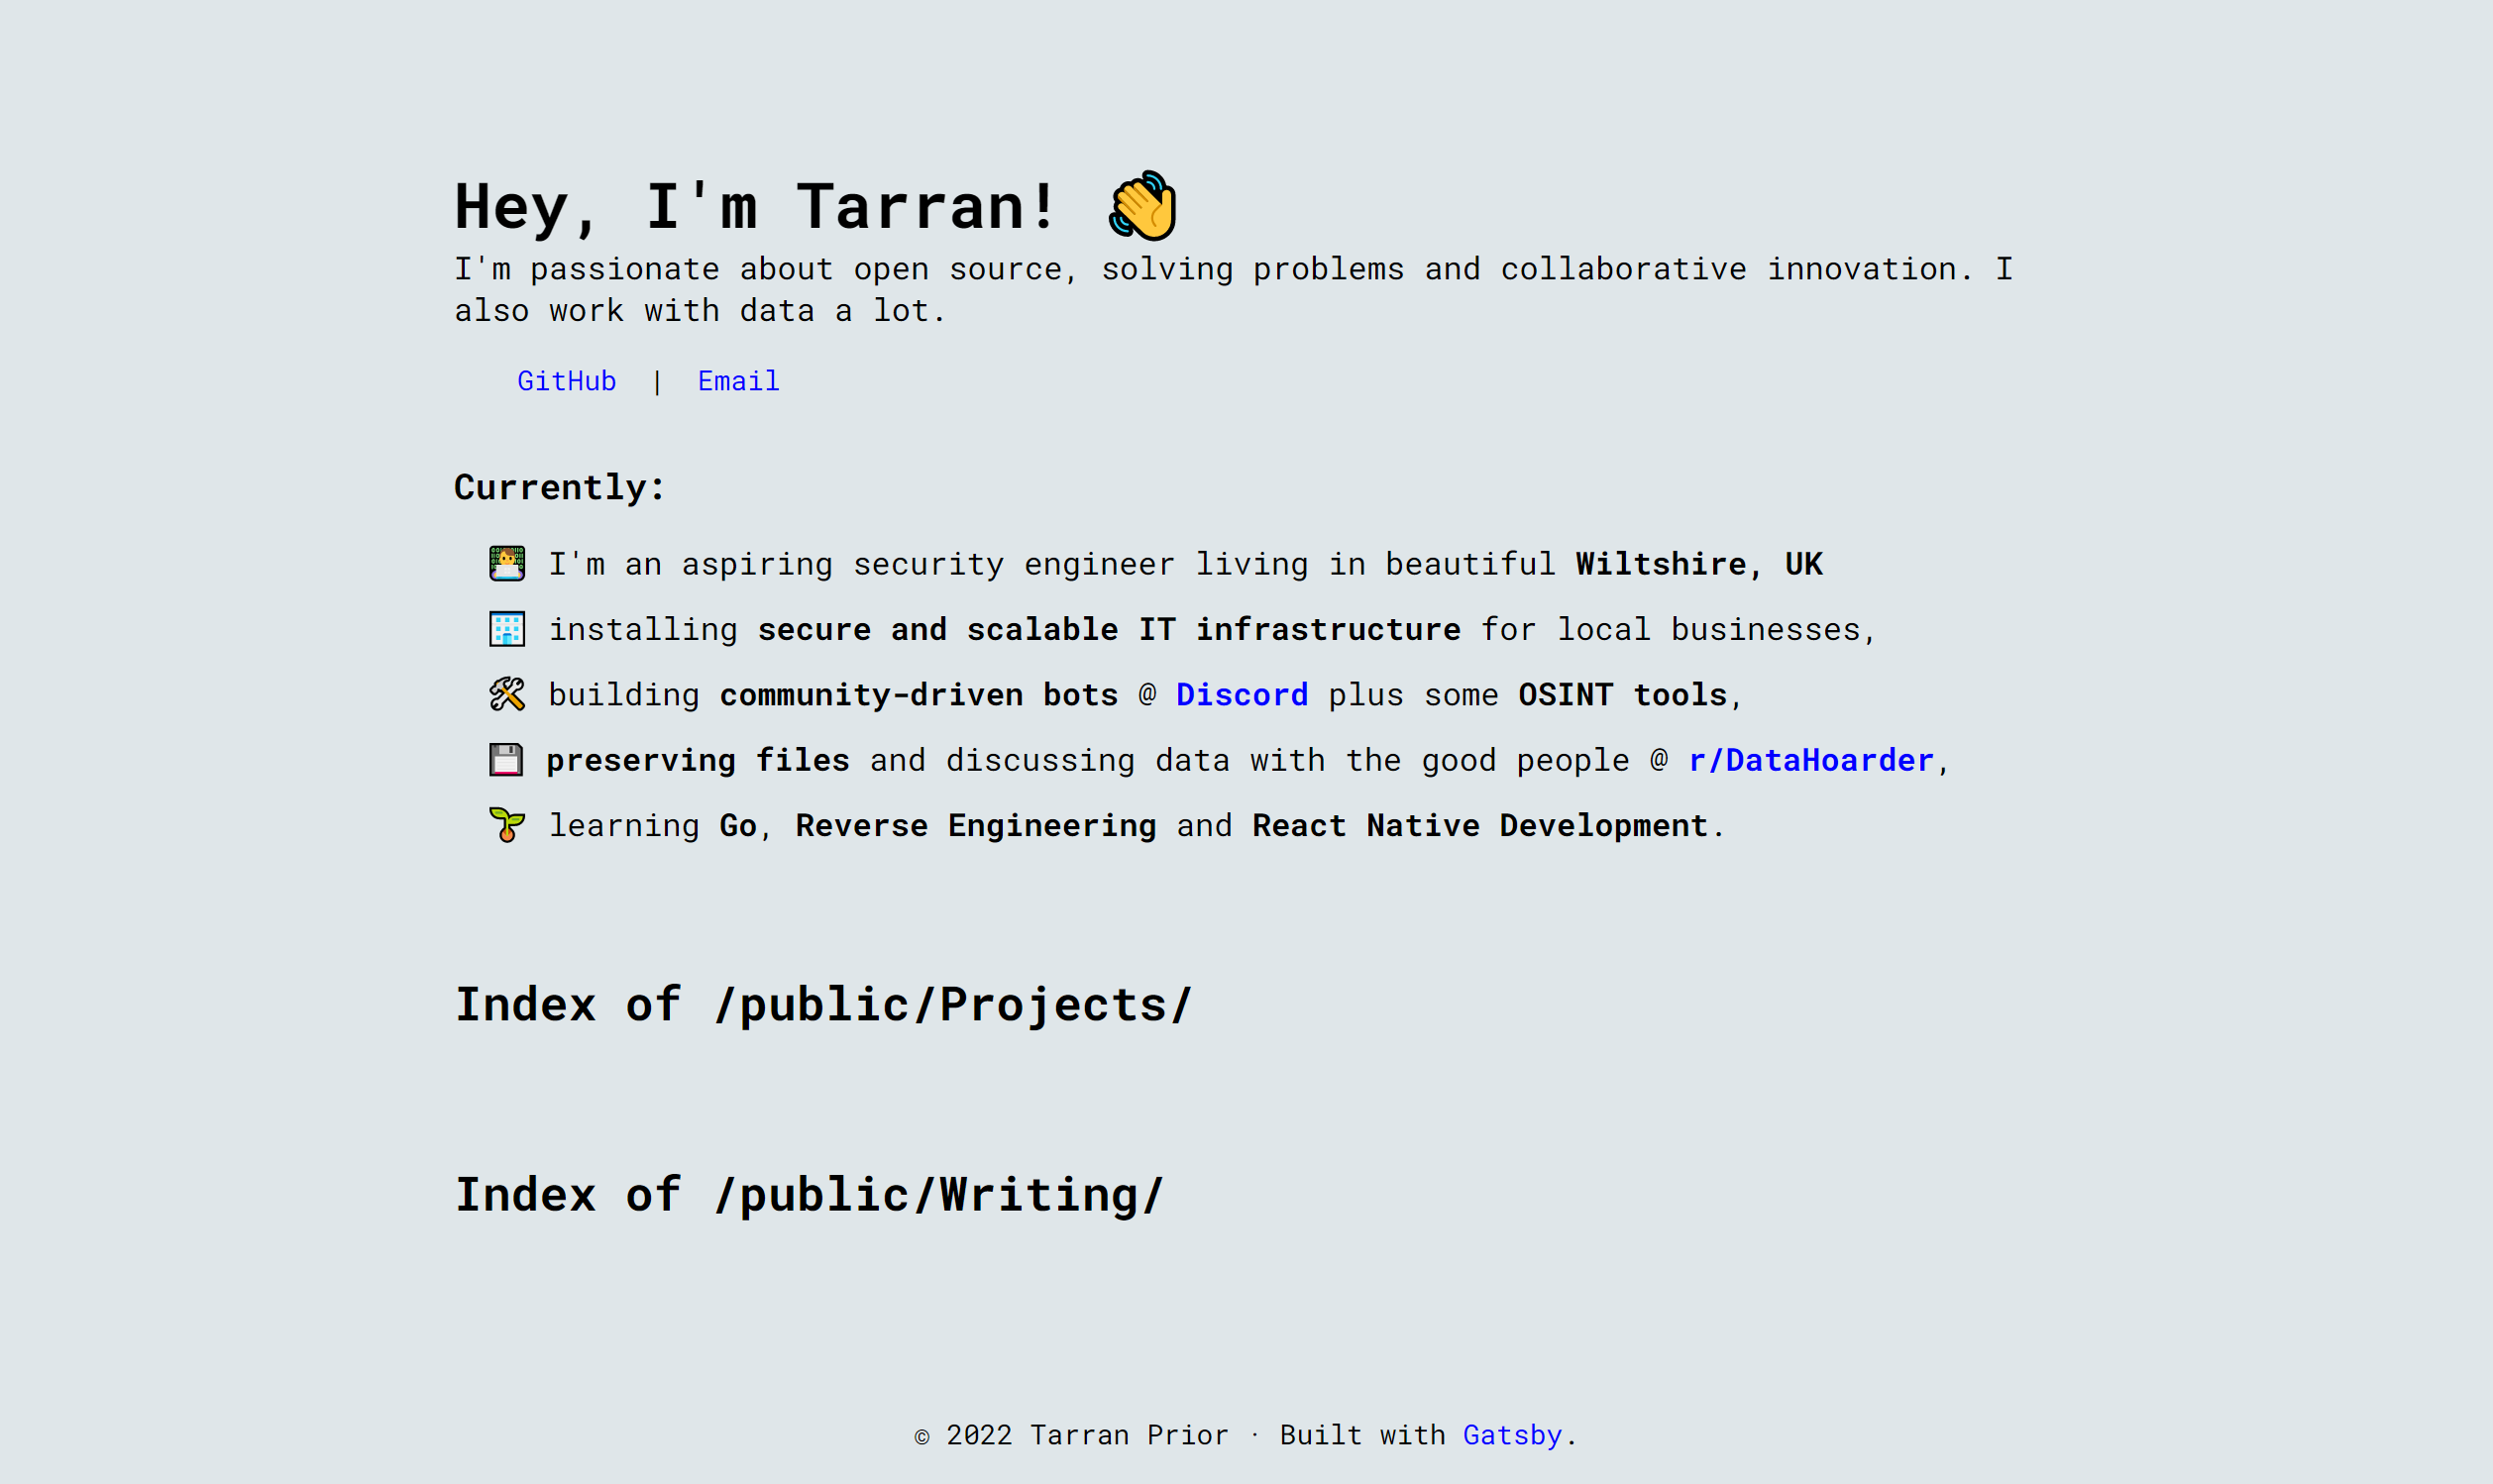 Hey, I'm Tarran! 👋
I'm passionate about open source, solving problems and collaborative innovation. I
also work with data a lot.
GitHub | Email
Currently:
👨‍💻 I'm an aspiring security engineer living in beautiful Wiltshire, UK
🏢 installing secure and scalable IT infrastructure for local businesses,
🛠 building community-driven bots @ Discord plus some OSINT tools,
💾 preserving files and discussing data with the good people @ r/DataHoarder,
🌱 learning Go, Reverse Engineering and React Native Development.
Index of /public/Projects/
Index of /public/Writing/
© 2022 Tarran Prior · Built with Gatsby.